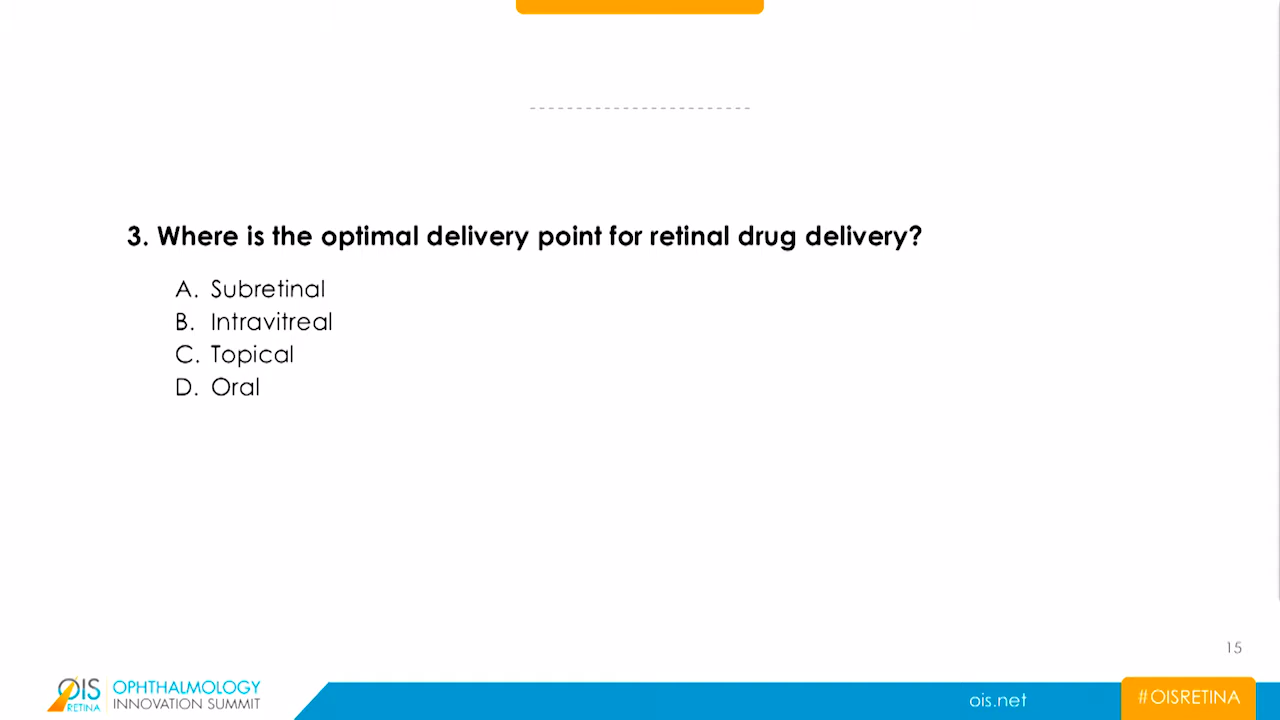 3. Where is the optimal delivery point for retinal drug delivery?
A. Subretinal
B. Intravitreal
C. Topical
D. Oral
15
OIS
RETINA
OPHTHALMOLOGY
INNOVATION SUMMIT
ois.net
#OISRETINA